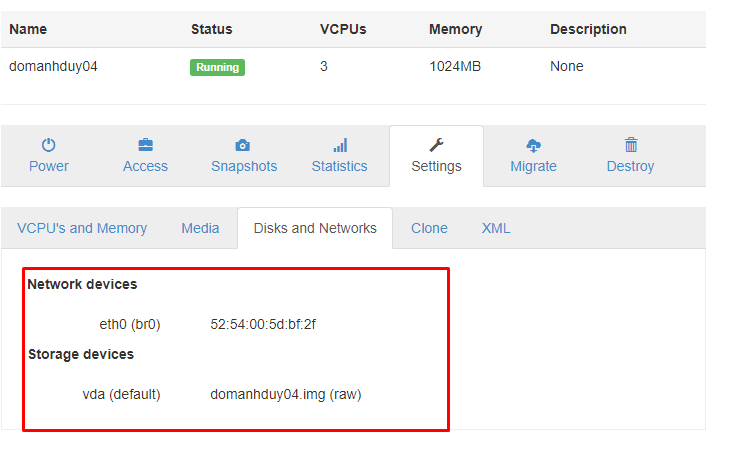 Name Status VCPUs Memory Description
domanhduy04 Running 3 1024MB None
Power Access Snapshots Statistics Settings Migrate Destroy
VCPU's and Memory Media Disks and Networks Clone XML
Network devices
eth0 (br0) 52:54:00:5d:bf:2f
Storage devices
vda (default) domanhduy04.img (raw)